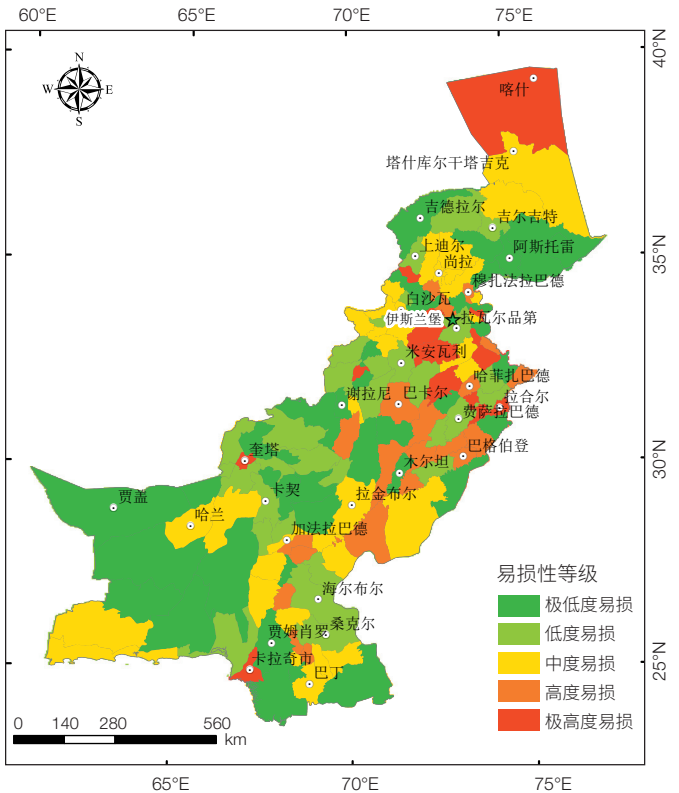 60°E 65°E 70°E 75°E
40°N
N
W E
S
喀什
塔什库尔干塔吉克
吉德拉尔
吉尔吉特
上迪尔
阿斯托雷
35°N
尚拉
穆扎法拉巴德
白沙瓦
伊斯兰堡
拉瓦尔品第
米安瓦利
哈菲扎巴德
谢拉尼
巴卡尔
拉合尔
费萨拉巴德
巴格伯登
奎塔
木尔坦
30°N
卡契
拉金布尔
贾盖
哈兰
加法拉巴德
海尔布尔
桑克尔
贾姆肖罗
卡拉奇市
巴丁
25°N
易损性等级
极低度易损
低度易损
中度易损
高度易损
极高度易损
0 140 280 560
km
65°E 70°E 75°E